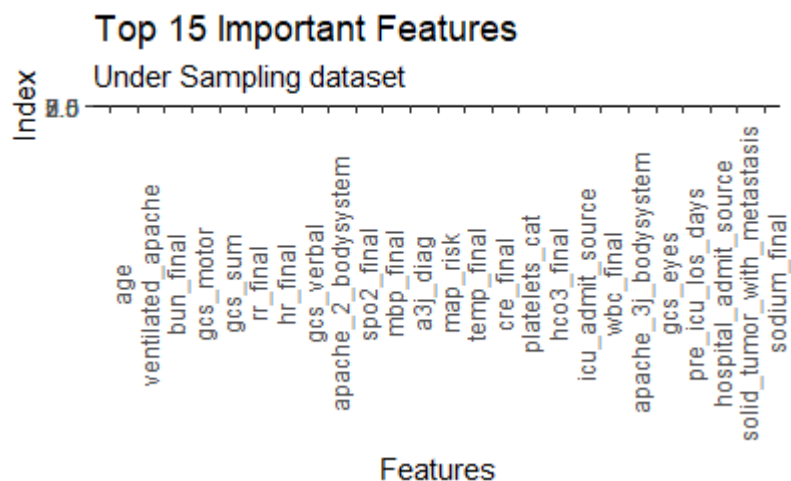 Top 15 Important Features
Under Sampling dataset
Index
age
ventilated_apache
bun_final
gcs_motor
gcs_sum
rr_final
hr_final
gcs_verbal
apache_2_bodysystem
spo2_final
mbp_final
a3j_diag
map_risk
temp_final
cre_final
platelets_cat
hco3_final
icu_admit_source
wbc_final
apache_3j_bodysystem
gcs_eyes
pre_icu_los_days
hospital_admit_source
solid_tumor_with_metastasis
sodium_final
Features